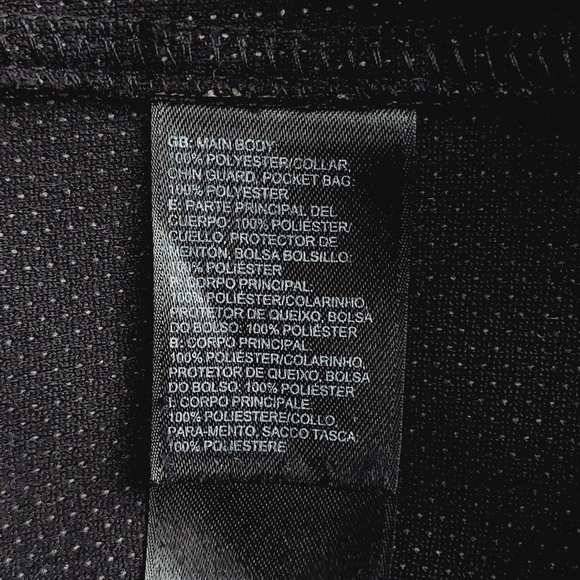 GB: MAIN BODY:
100% POLYESTER/COLLAR,
CHIN GUARD, POCKET BAG:
100% POLYESTER
E: PARTE PRINCIPAL DEL
CUERPO: 100% POLIÉSTER/
CUELLO, PROTECTOR DE
MENTÓN, BOLSA BOLSILLO:
100% POLIÉSTER
CORPO PRINCIPAL:
100% POLIÉSTER/COLARINHO,
PROTETOR DE QUEIXO, BOLSA
DO BOLSO: 100% POLIÉSTER
B: CORPO PRINCIPAL:
100% POLIÉSTER/COLARINHO,
PROTETOR DE QUEIXO, BOLSA
DO BOLSO: 100% POLIÉSTER
I: CORPO PRINCIPALE:
100% POLIESTERE/COLLO,
PARA-MENTO, SACCO TASCA:
100% POLIESTERE